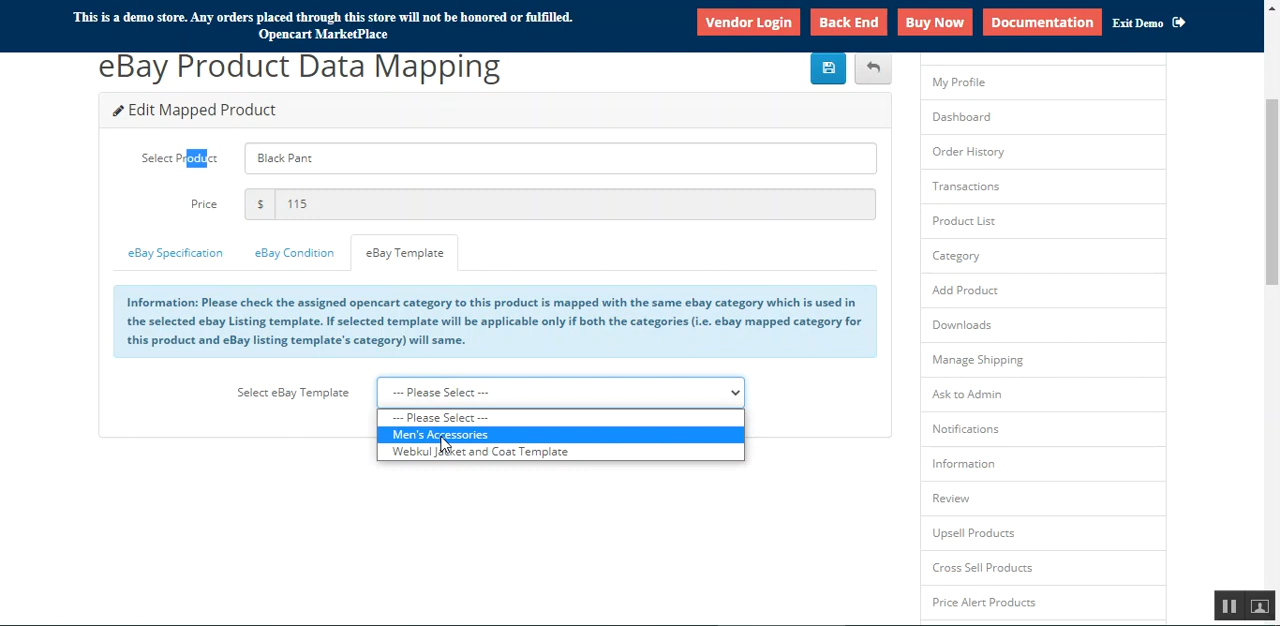 This is a demo store. Any orders placed through this store will not be honored or fulfilled.
Opencart MarketPlace
Vendor Login
Back End
Buy Now
Documentation
Exit Demo
eBay Product Data Mapping
Edit Mapped Product
Select Product
Black Pant
Price
$
115
eBay Specification
eBay Condition
eBay Template
Information: Please check the assigned opencart category to this product is mapped with the same ebay category which is used in
the selected ebay Listing template. If selected template will be applicable only if both the categories (i.e. ebay mapped category for
this product and eBay listing template's category) will same.
Select eBay Template
--- Please Select ---
--- Please Select ---
Men's Accessories
Webkul Jacket and Coat Template
My Profile
Dashboard
Order History
Transactions
Product List
Category
Add Product
Downloads
Manage Shipping
Ask to Admin
Notifications
Information
Review
Upsell Products
Cross Sell Products
Price Alert Products